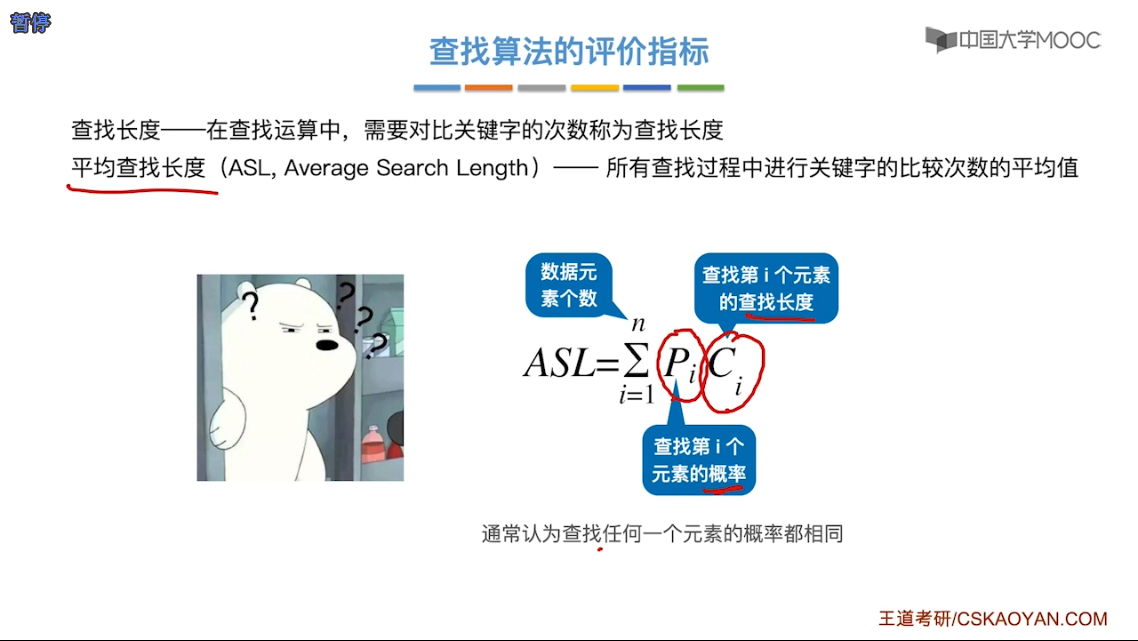 暂停
中国大学MOOC
查找算法的评价指标
查找长度——在查找运算中，需要对比关键字的次数称为查找长度
平均查找长度（ASL, Average Search Length）—— 所有查找过程中进行关键字的比较次数的平均值
数据元
素个数
查找第 i 个元素
的查找长度
? ? ? ?
n
ASL=∑ Pi Ci
i=1
查找第 i 个
元素的概率
通常认为查找任何一个元素的概率都相同
王道考研/CSKAOYAN.COM